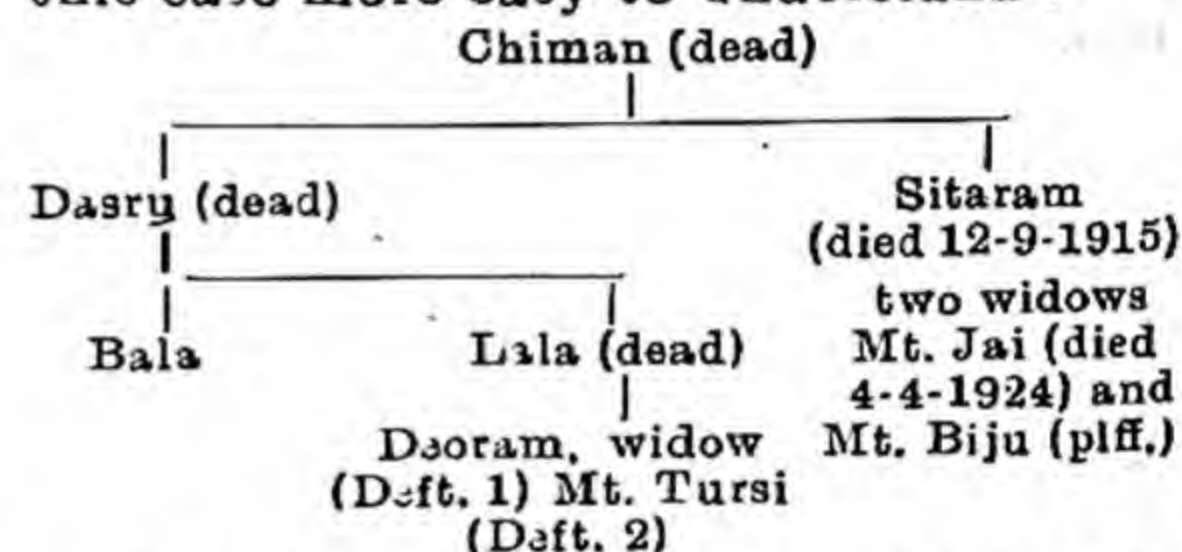 Chiman (dead)
Dasru (dead)
Sitaram
(died 12-9-1915)
two widows
Bala
Lala (dead)
Mt. Jai (died
4-4-1924) and
Deoram, widow
Mt. Biju (plff.)
(Deft. 1) Mt. Tursi
(Deft. 2)